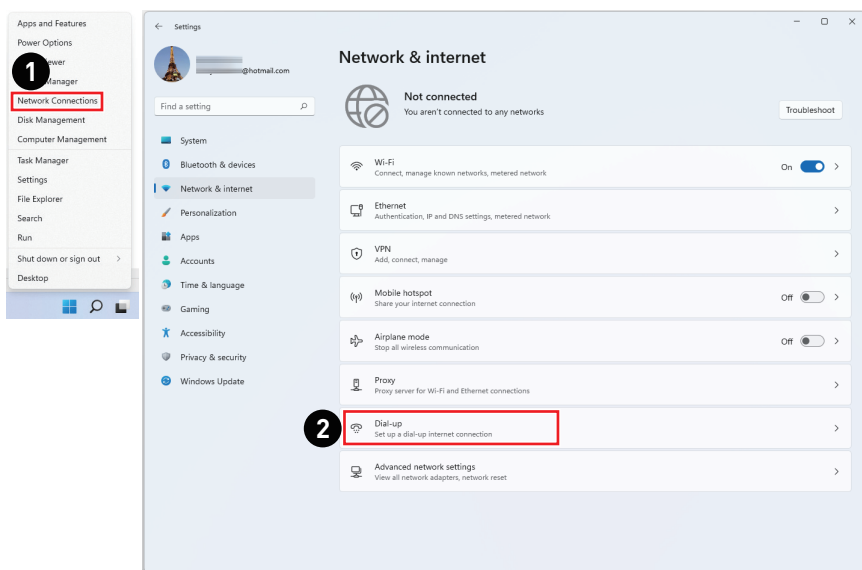 Apps and Features
Power Options
ewer
1
Manager
Network Connections
Disk Management
Computer Management
Task Manager
Settings
File Explorer
Search
Run
Shut down or sign out
Desktop
Settings
@hotmail.com
Find a setting
System
Bluetooth & devices
Network & internet
Personalization
Apps
Accounts
Time & language
Gaming
Accessibility
Privacy & security
Windows Update
Network & internet
Not connected
You aren't connected to any networks
Troubleshoot
Wi-Fi
Connect, manage known networks, metered network
On
Ethernet
Authentication, IP and DNS settings, metered network
VPN
Add, connect, manage
Mobile hotspot
Share your internet connection
Off
Airplane mode
Stop all wireless communication
Off
Proxy
Proxy server for Wi-Fi and Ethernet connections
2
Dial-up
Set up a dial-up internet connection
Advanced network settings
View all network adapters, network reset